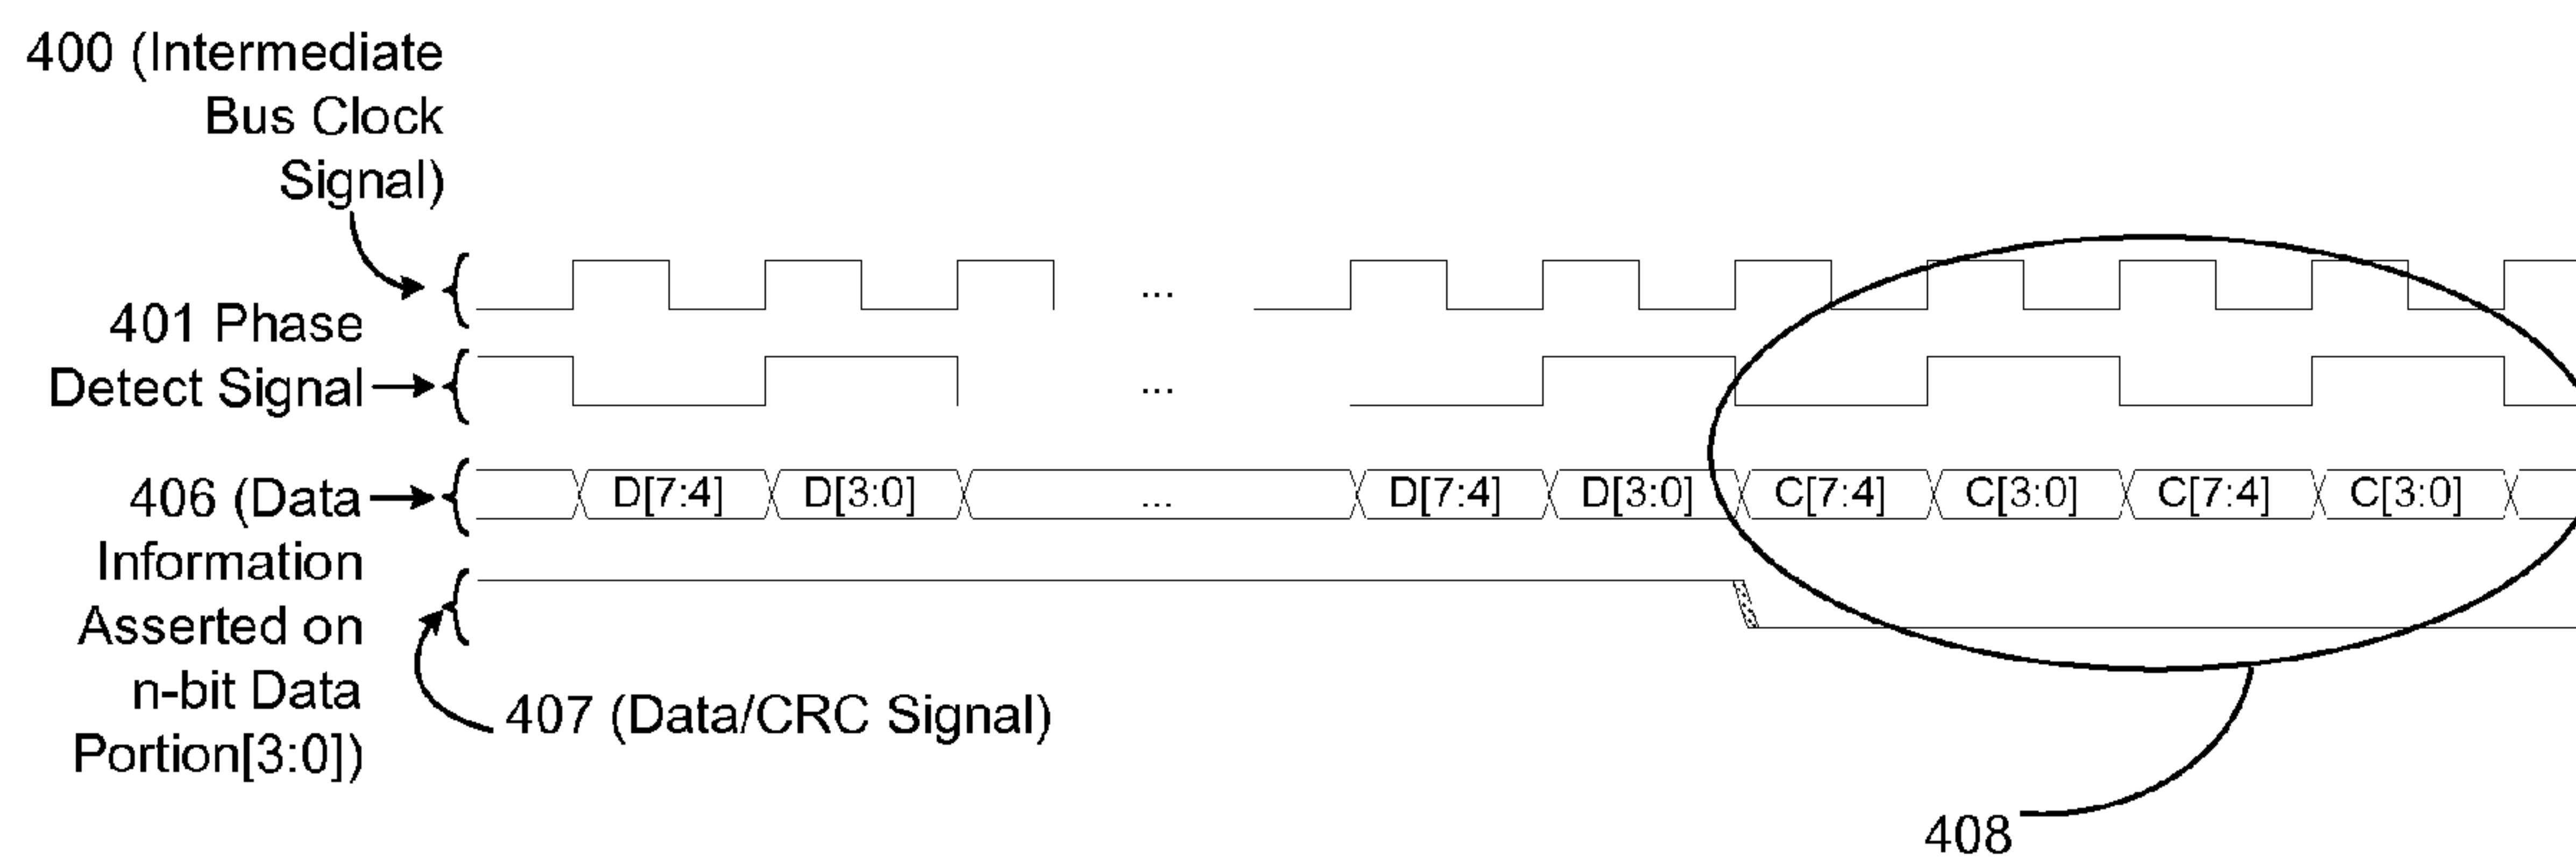 400 (Intermediate
Bus Clock
Signal)
401 Phase
Detect Signal
...
...
406 (Data
Information
Asserted on
n-bit Data
Portion[3:0])
D[7:4] D[3:0] ... D[7:4] D[3:0] C[7:4] C[3:0] C[7:4] C[3:0]
407 (Data/CRC Signal)
408